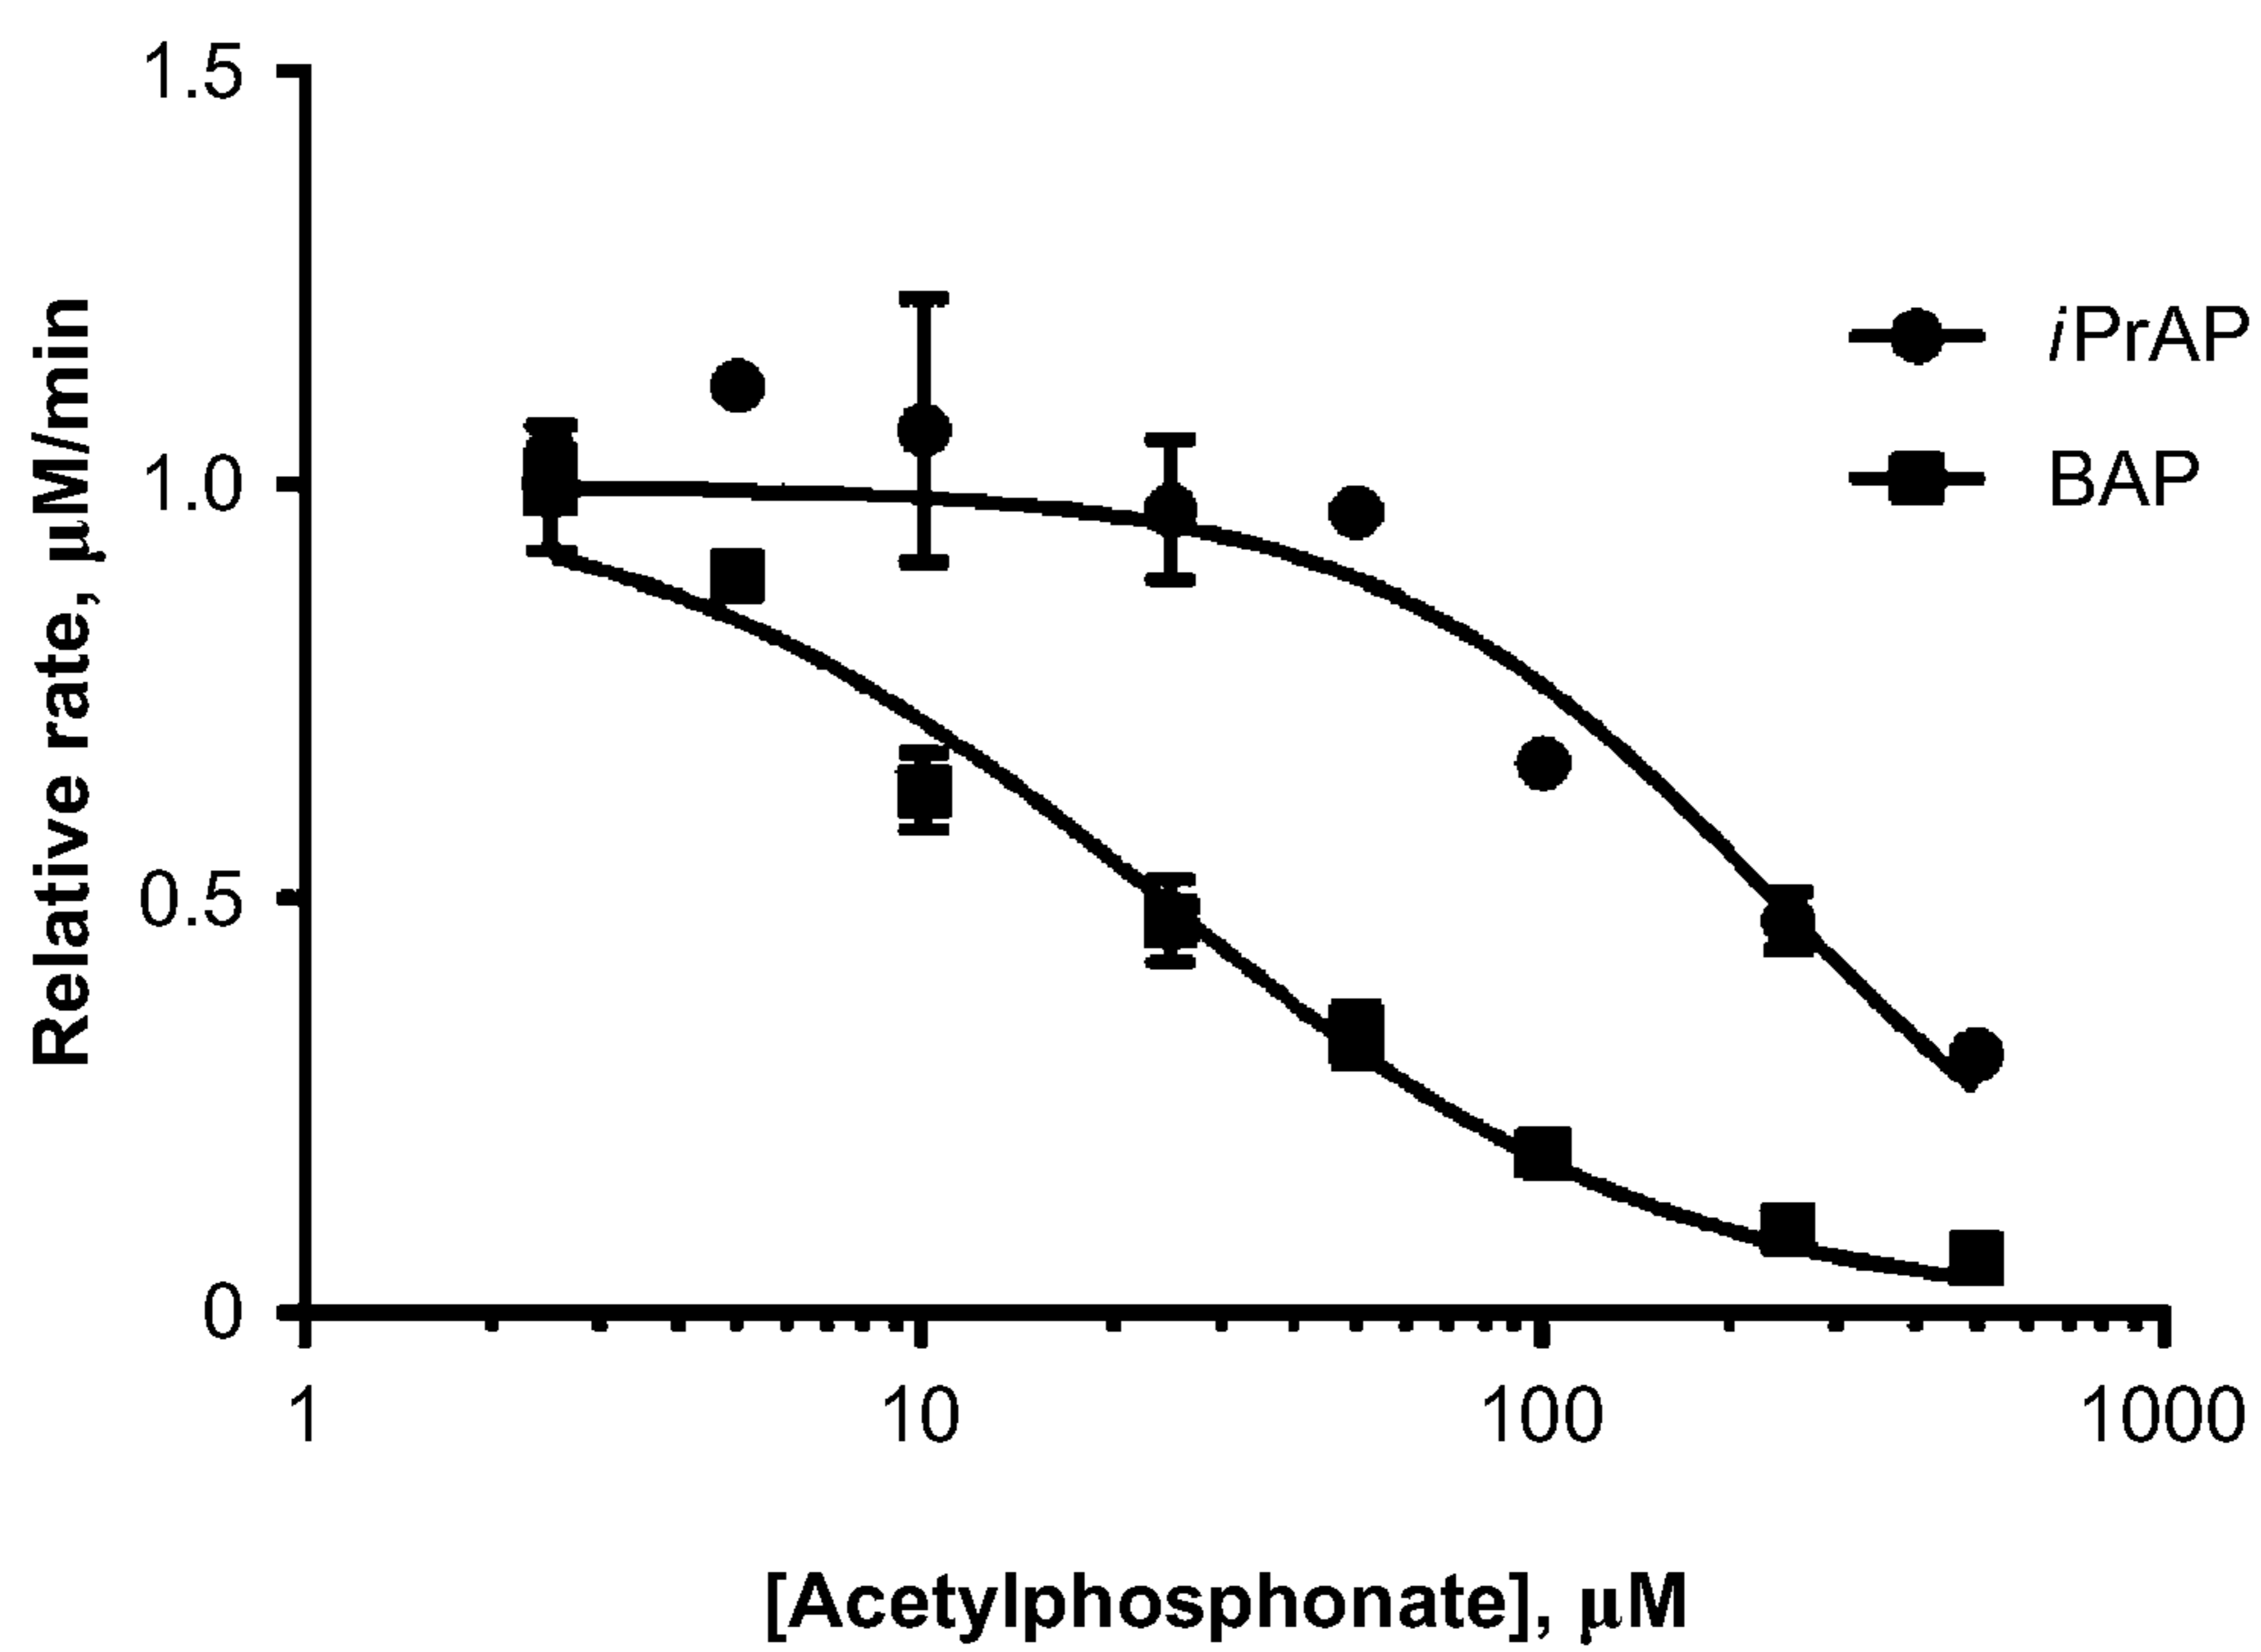 Relative rate, μM/min
1.5
1.0
0.5
0
1 10 100 1000
[Acetylphosphonate], μM
iPrAP
BAP